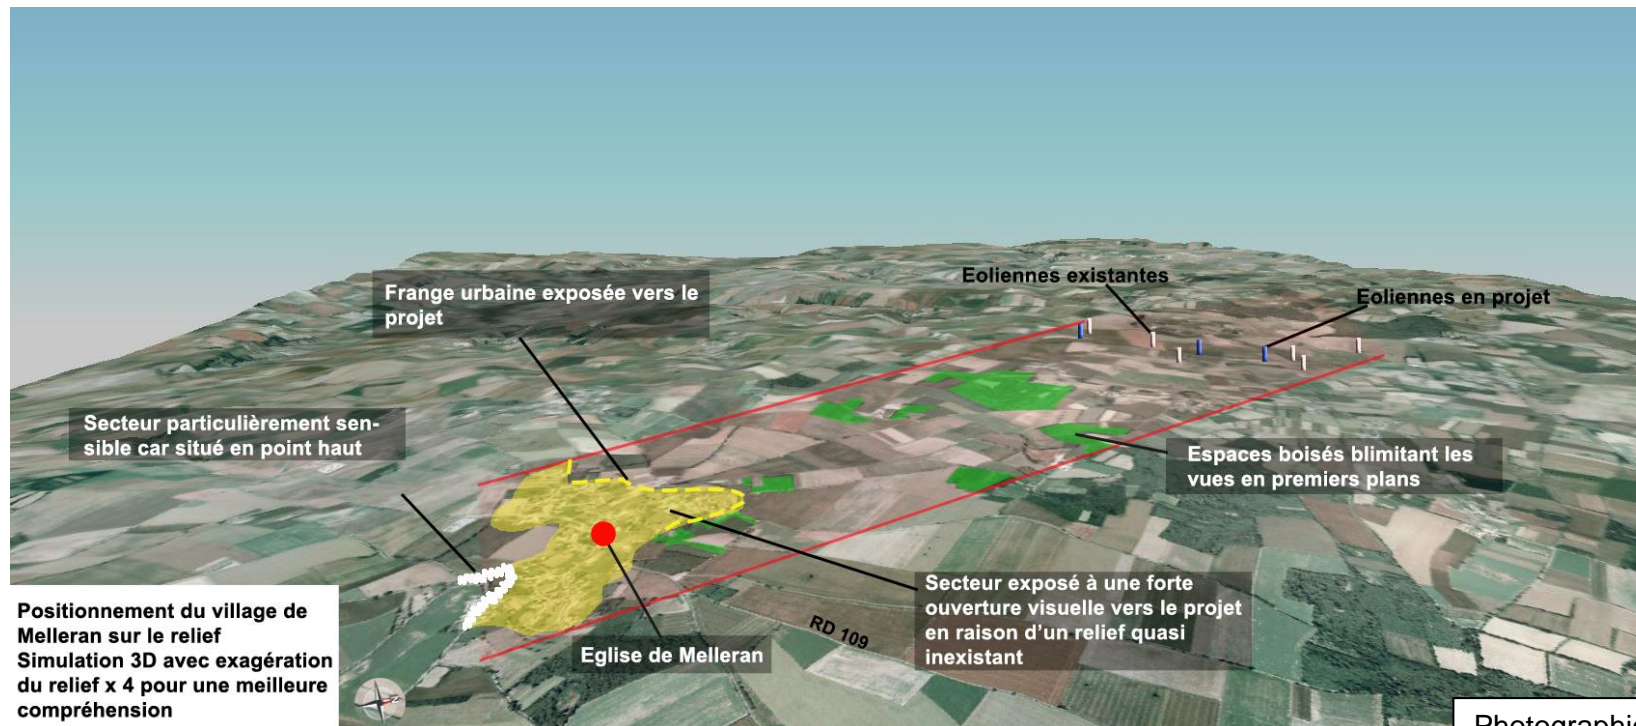 Eoliennes existantes
Eoliennes en projet
Frange urbaine exposée vers le
projet
Secteur particulièrement sen-
sible car situé en point haut
Espaces boisés blimitant les
vues en premiers plans
Secteur exposé à une forte
ouverture visuelle vers le projet
en raison d'un relief quasi
inexistant
RD 109
Eglise de Melleran
Positionnement du village de
Melleran sur le relief
Simulation 3D avec exagération
du relief x 4 pour une meilleure
compréhension